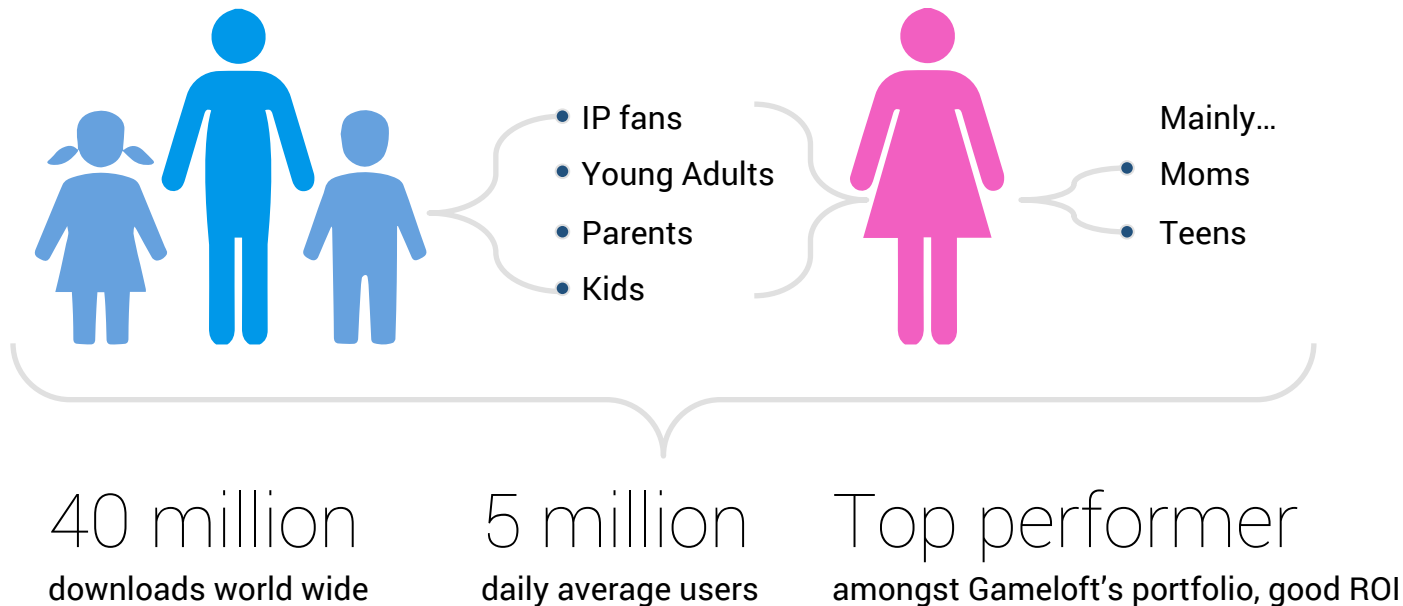 IP fans
Young Adults
Parents
Kids
Mainly…
Moms
Teens
40 million
downloads world wide
5 million
daily average users
Top performer
amongst Gameloft’s portfolio, good ROI